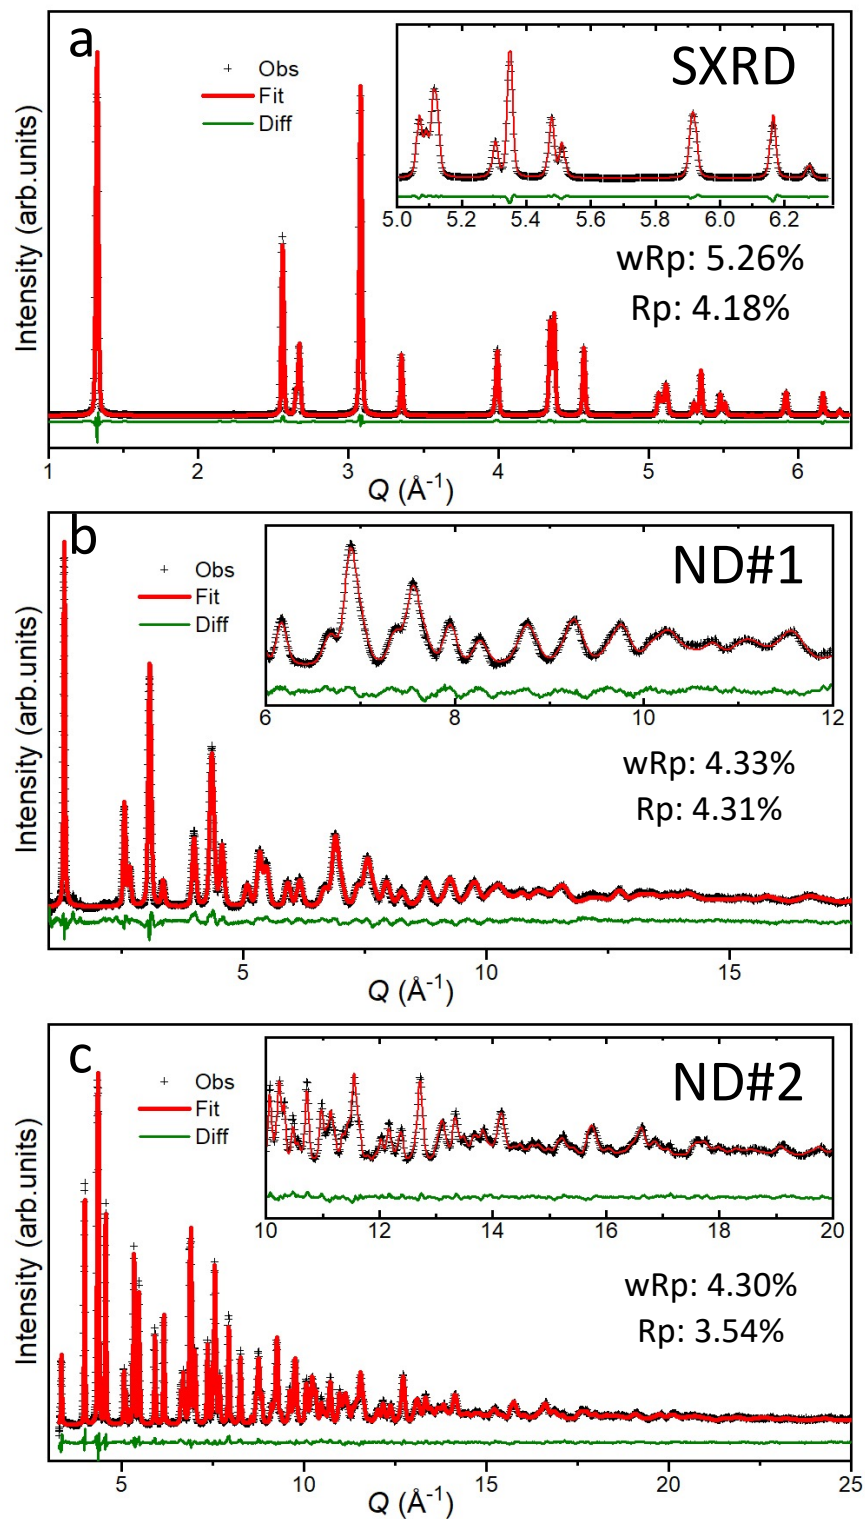 a
SXRD
Obs
Fit
Diff
5.0 5.2 5.4 5.6 5.8 6.0 6.2
wRp: 5.26%
Rp: 4.18%
Intensity (arb.units)
1 2 3 4 5 6
Q (Å-1)
b
ND#1
Obs
Fit
Diff
6 8 10 12
wRp: 4.33%
Rp: 4.31%
Intensity (arb.units)
5 10 15
Q (Å-1)
c
ND#2
Obs
Fit
Diff
10 12 14 16 18 20
wRp: 4.30%
Rp: 3.54%
Intensity (arb.units)
5 10 15 20 25
Q (Å-1)